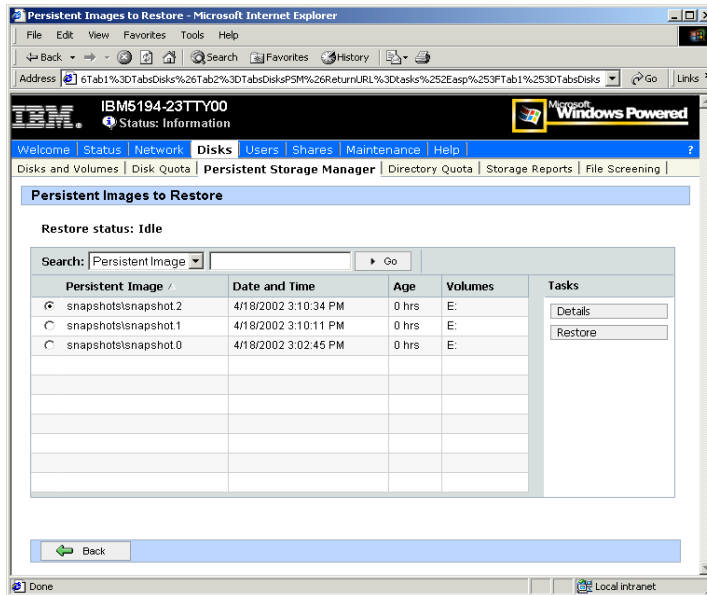 Persistent Images to Restore - Microsoft Internet Explorer
File Edit View Favorites Tools Help
Back Search Favorites History
Address 6Tab1%3DTabsDisks%26Tab2%3DTabsDisksPSM%26ReturnURL%3Dtasks%252Easp%253FTab1%253DTabsDisks Go Links
IBM IBM5194-23TTY00 Microsoft Windows Powered
Status: Information
Welcome | Status | Network | Disks | Users | Shares | Maintenance | Help | ?
Disks and Volumes | Disk Quota | Persistent Storage Manager | Directory Quota | Storage Reports | File Screening |
Persistent Images to Restore
Restore status: Idle
Search: Persistent Image Go
Persistent Image Date and Time Age Volumes Tasks
snapshots\snapshot.2 4/18/2002 3:10:34 PM 0 hrs E: Details
snapshots\snapshot.1 4/18/2002 3:10:11 PM 0 hrs E: Restore
snapshots\snapshot.0 4/18/2002 3:02:45 PM 0 hrs E:
Back
Done Local intranet